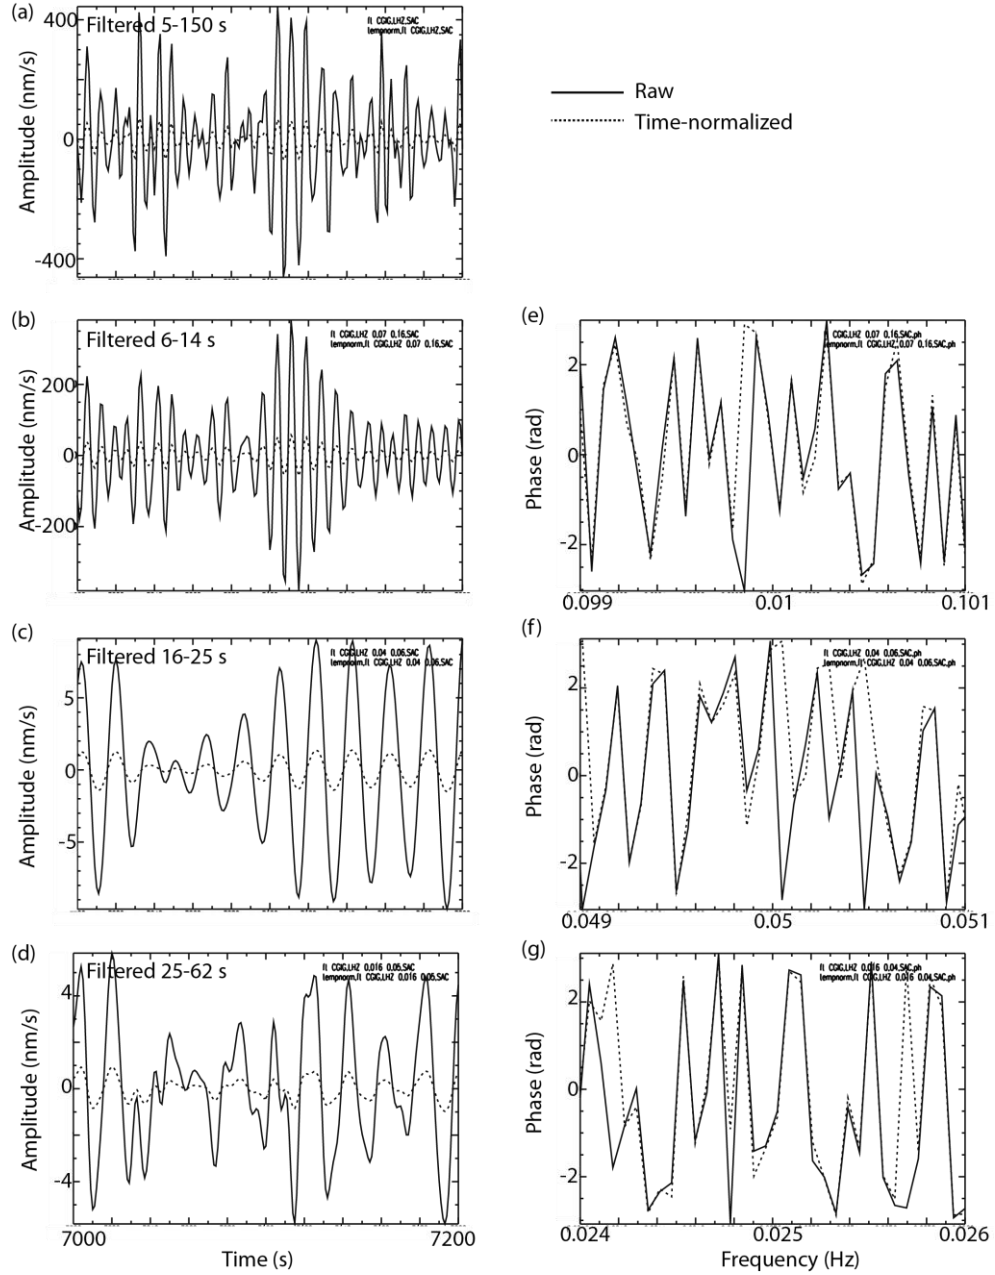 (a)
Filtered 5-150 s
400
0
-400
Amplitude (nm/s)
Raw
Time-normalized
(b)
Filtered 6-14 s
200
0
-200
Amplitude (nm/s)
(e)
2
0
-2
Phase (rad)
0.099
0.01
0.101
(c)
Filtered 16-25 s
5
0
-5
Amplitude (nm/s)
(f)
2
0
-2
Phase (rad)
0.049
0.05
0.051
(d)
Filtered 25-62 s
4
0
-4
Amplitude (nm/s)
7000
7200
Time (s)
(g)
2
0
-2
Phase (rad)
0.024
0.025
0.026
Frequency (Hz)